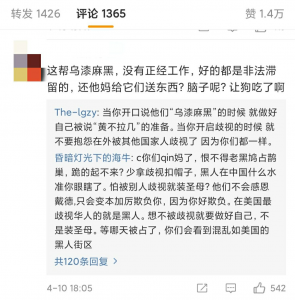 转发 1426 评论 1365 赞 1.4万
这帮乌漆麻黑,没有正经工作,好的都是非法滞
留的,还他妈给它们送东西?脑子呢?让狗吃了啊
The-lgzy: 当你开口说他们“乌漆麻黑”的时候 就做好
自己被说“黄不拉几”的准备。当你开启歧视的时候 就
不要抱怨在外被其他国家人歧视了 因为你们都一样。
昏暗灯光下的海牛: c你们qin妈了,恨不得老黑鸠占鹊
巢,跪的起不来?少拿歧视扣帽子,黑人在中国什么水
准你眼瞎了。怕被别人歧视就装圣母?他们不会感恩
戴德,只会变本加厉欺负你,因为你好欺负。在美国最
歧视华人的就是黑人。想不被歧视就要做好自己,不
是装圣母。等哪天被占了,你们会看到混乱如美国的
黑人街区
共120条回复 >
4-10 18:05 542